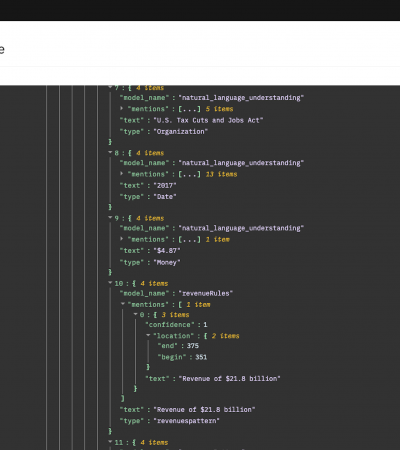 e
7 : { 4 items
"model_name" : "natural_language_understanding"
"mentions" : [...] 5 items
"text" : "U.S. Tax Cuts and Jobs Act"
"type" : "Organization"
}
8 : { 4 items
"model_name" : "natural_language_understanding"
"mentions" : [...] 13 items
"text" : "2017"
"type" : "Date"
}
9 : { 4 items
"model_name" : "natural_language_understanding"
"mentions" : [...] 1 item
"text" : "$4.87"
"type" : "Money"
}
10 : { 4 items
"model_name" : "revenueRules"
"mentions" : [ 1 item
0 : { 3 items
"confidence" : 1
"location" : { 2 items
"end" : 375
"begin" : 351
}
"text" : "Revenue of $21.8 billion"
}
]
"text" : "Revenue of $21.8 billion"
"type" : "revenuespattern"
}
11 : { 4 items